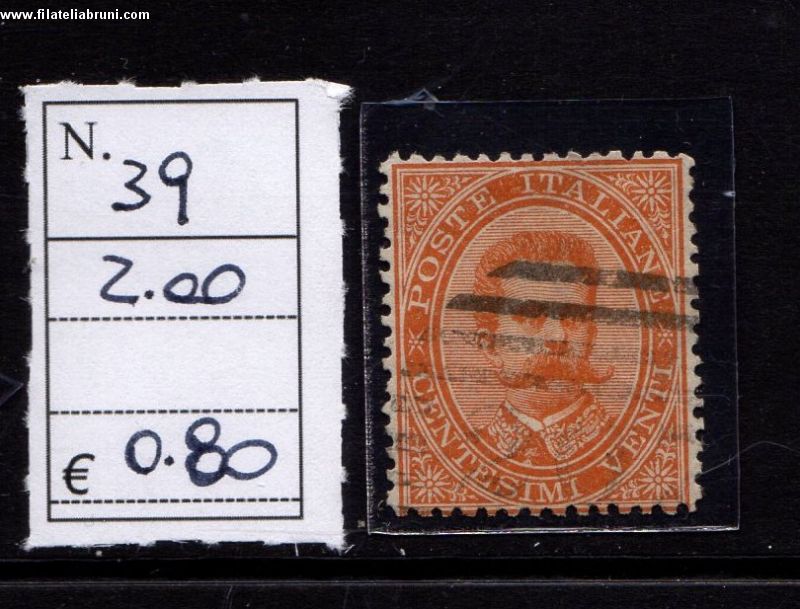 www.filateliabruni.com
N. 39
2.00
€ 0.80
POSTE ITALIANE
CENTESIMI VENTI